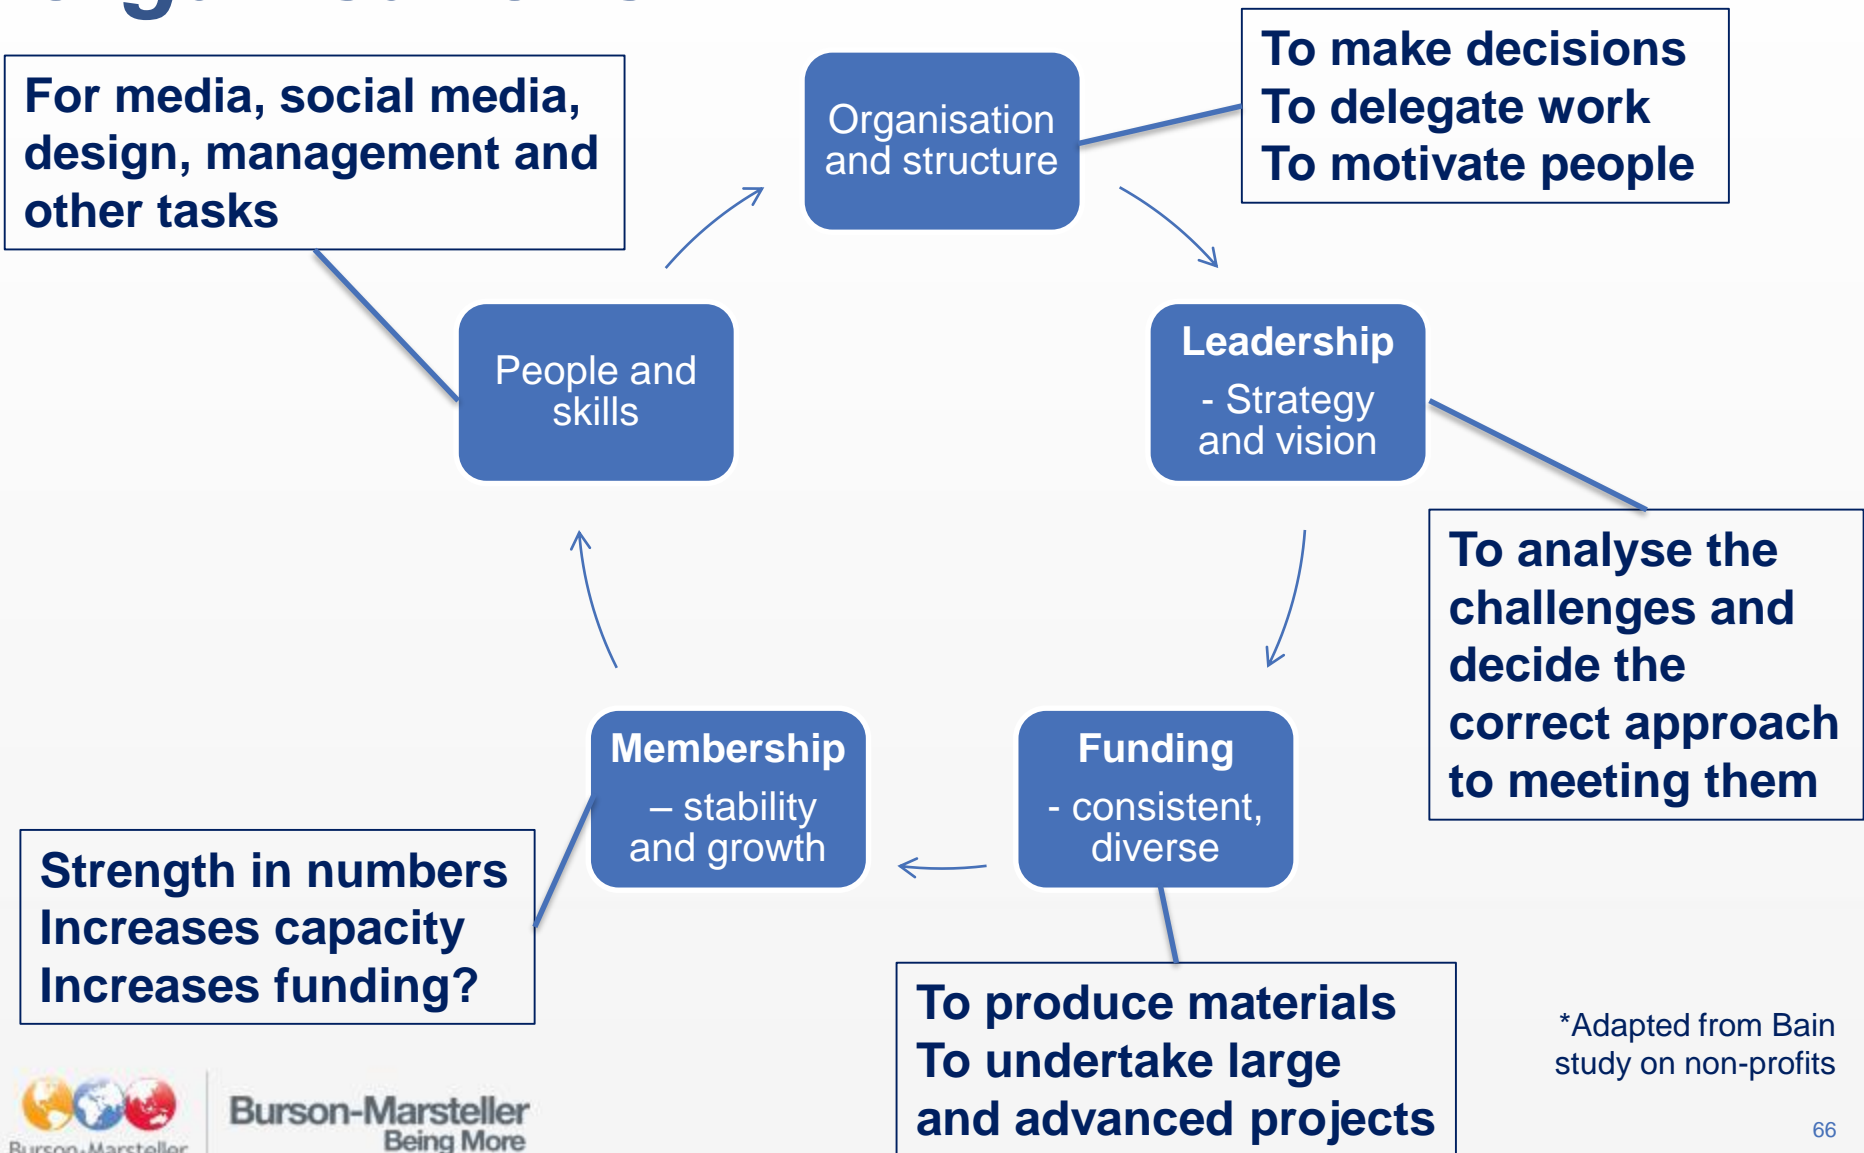 For media, social media,
design, management and
other tasks
Organisation
and structure
To make decisions
To delegate work
To motivate people
People and
skills
Leadership
- Strategy
and vision
To analyse the
challenges and
decide the
correct approach
to meeting them
Membership
– stability
and growth
Funding
- consistent,
diverse
Strength in numbers
Increases capacity
Increases funding?
To produce materials
To undertake large
and advanced projects
*Adapted from Bain
study on non-profits
Burson-Marsteller
Burson-Marsteller
Being More
66